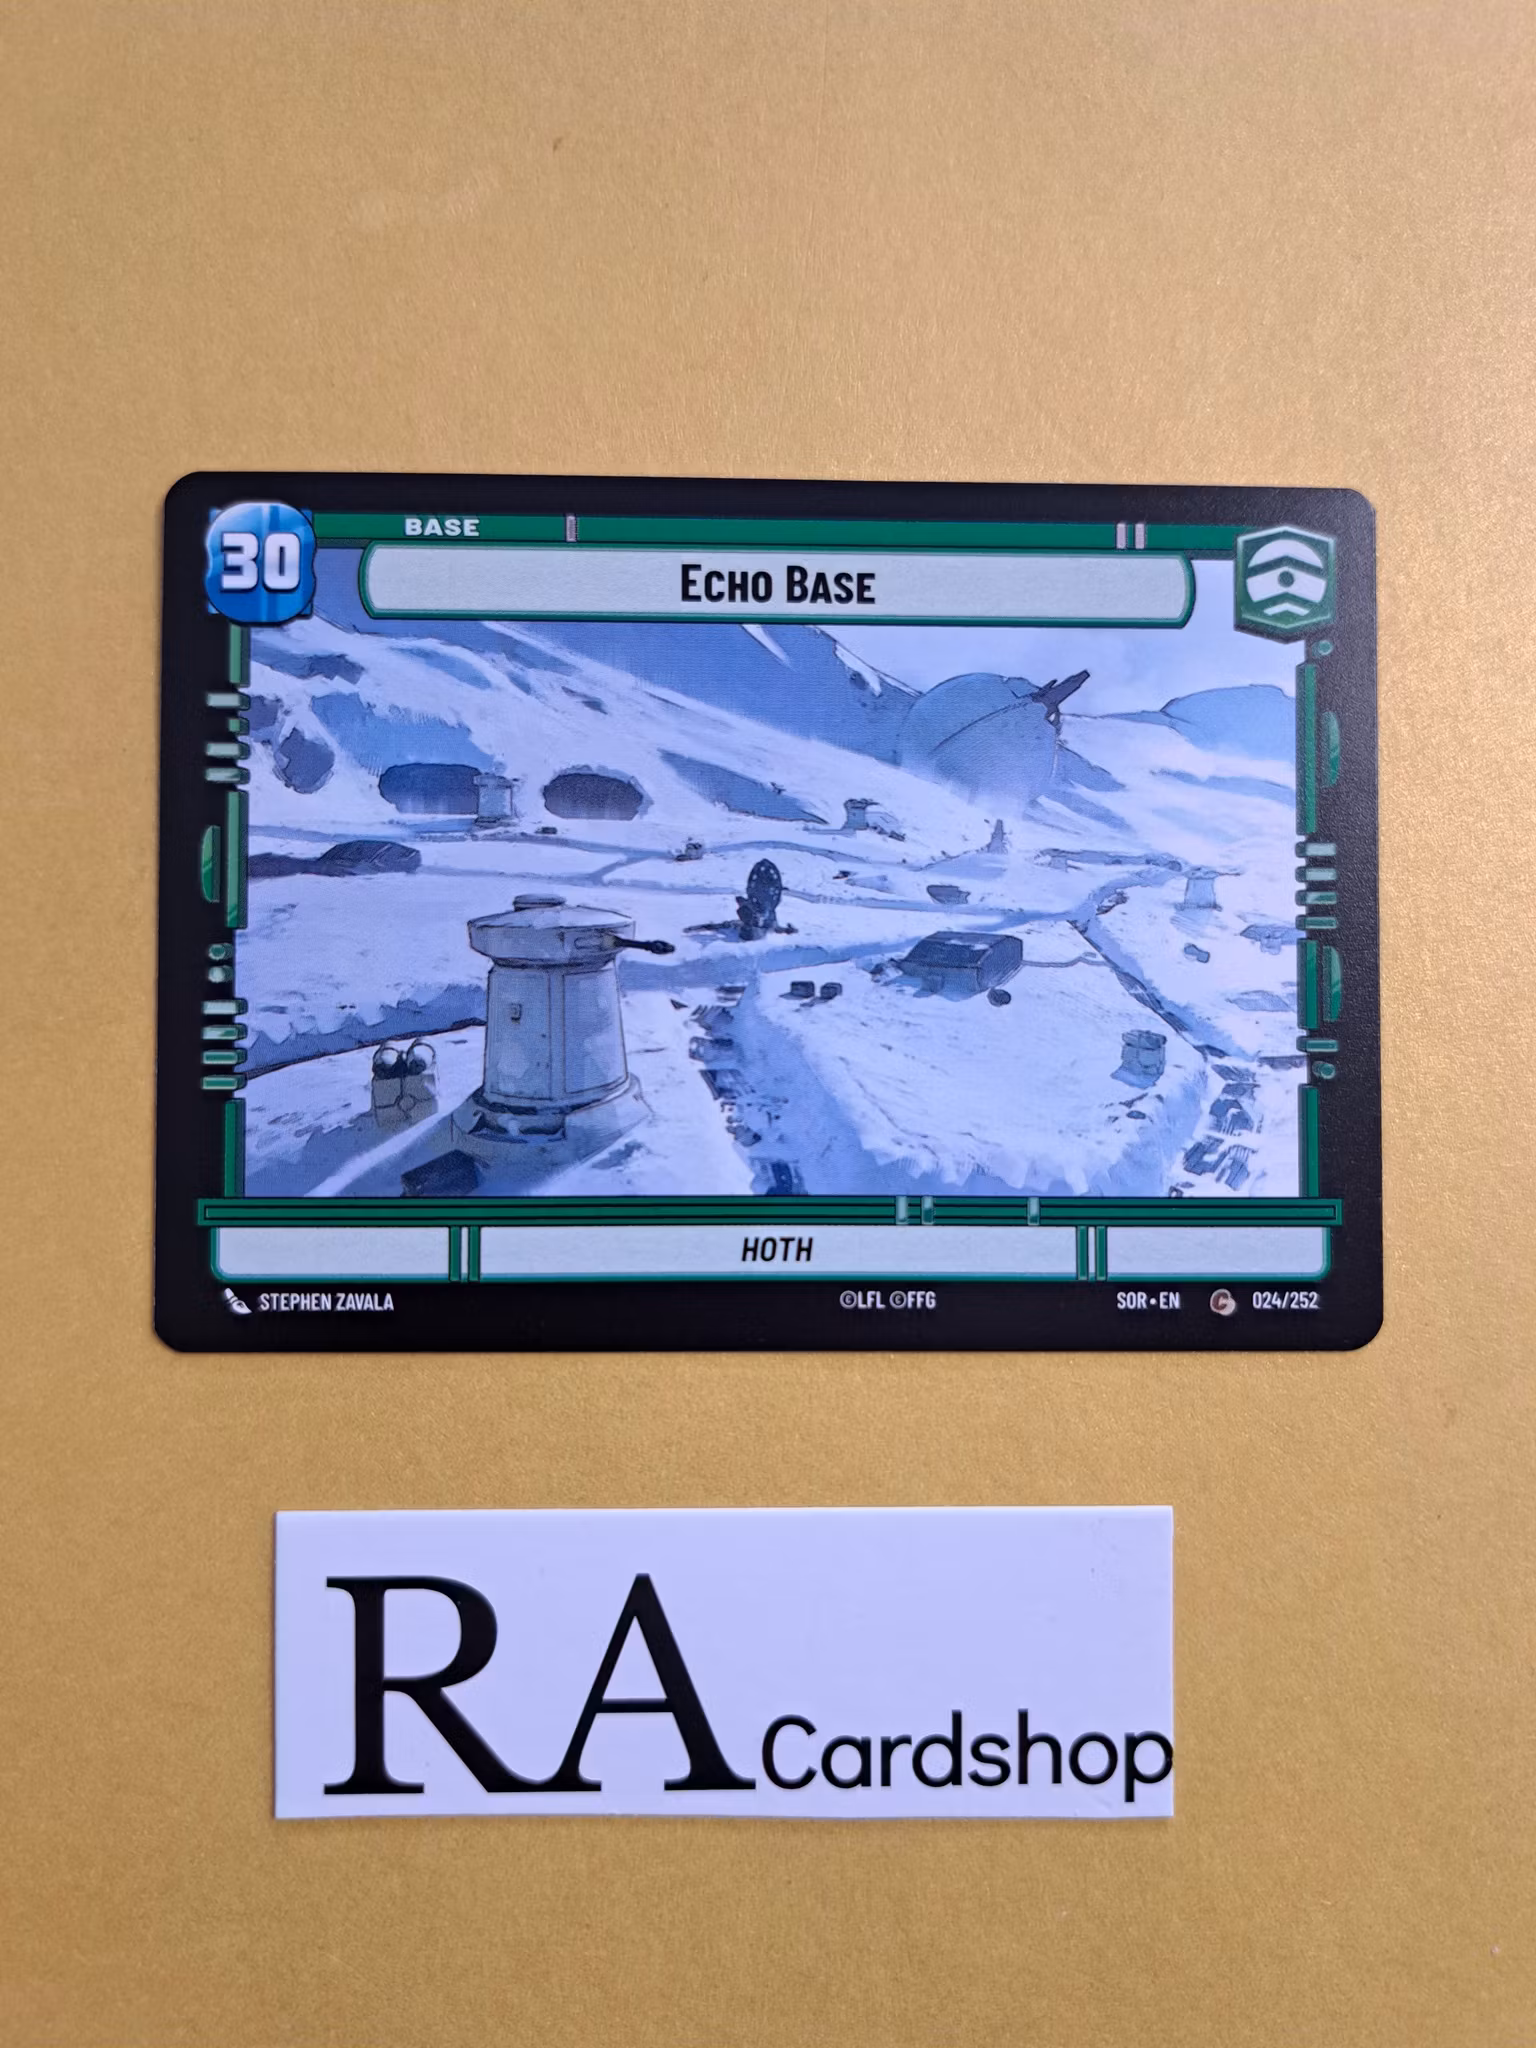 30
BASE
Echo Base
HOTH
STEPHEN ZAVALA
©LFL ©FFG
SOR • EN C 024/252
RA Cardshop